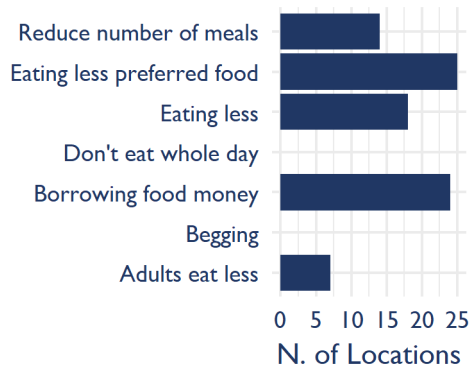 Reduce number of meals
Eating less preferred food
Eating less
Don't eat whole day
Borrowing food money
Begging
Adults eat less
0 5 10 15 20 25
N. of Locations